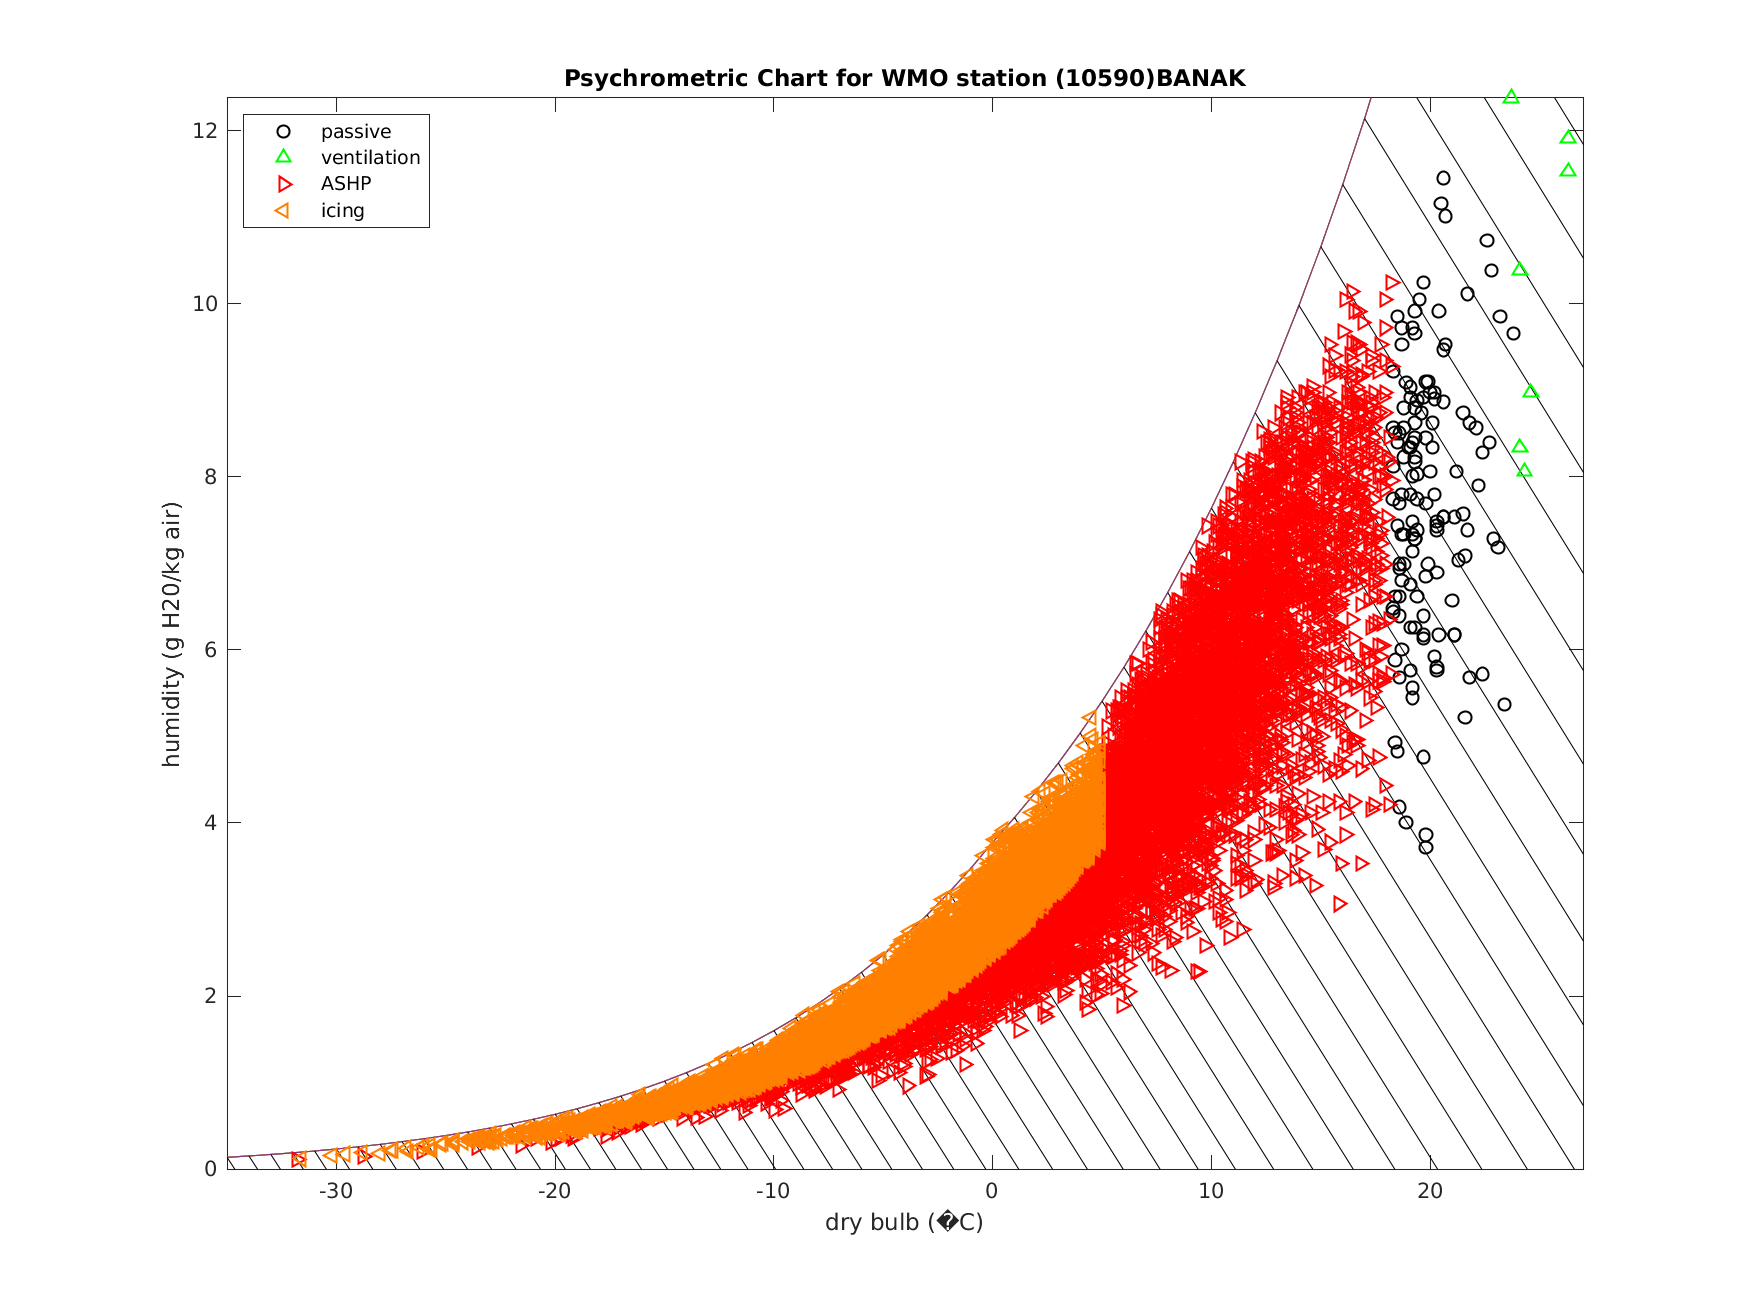 Psychrometric Chart for WMO station (10590)BANAK
passive
ventilation
ASHP
icing
humidity (g H20/kg air)
12
10
8
6
4
2
0
-30 -20 -10 0 10 20
dry bulb (�C)